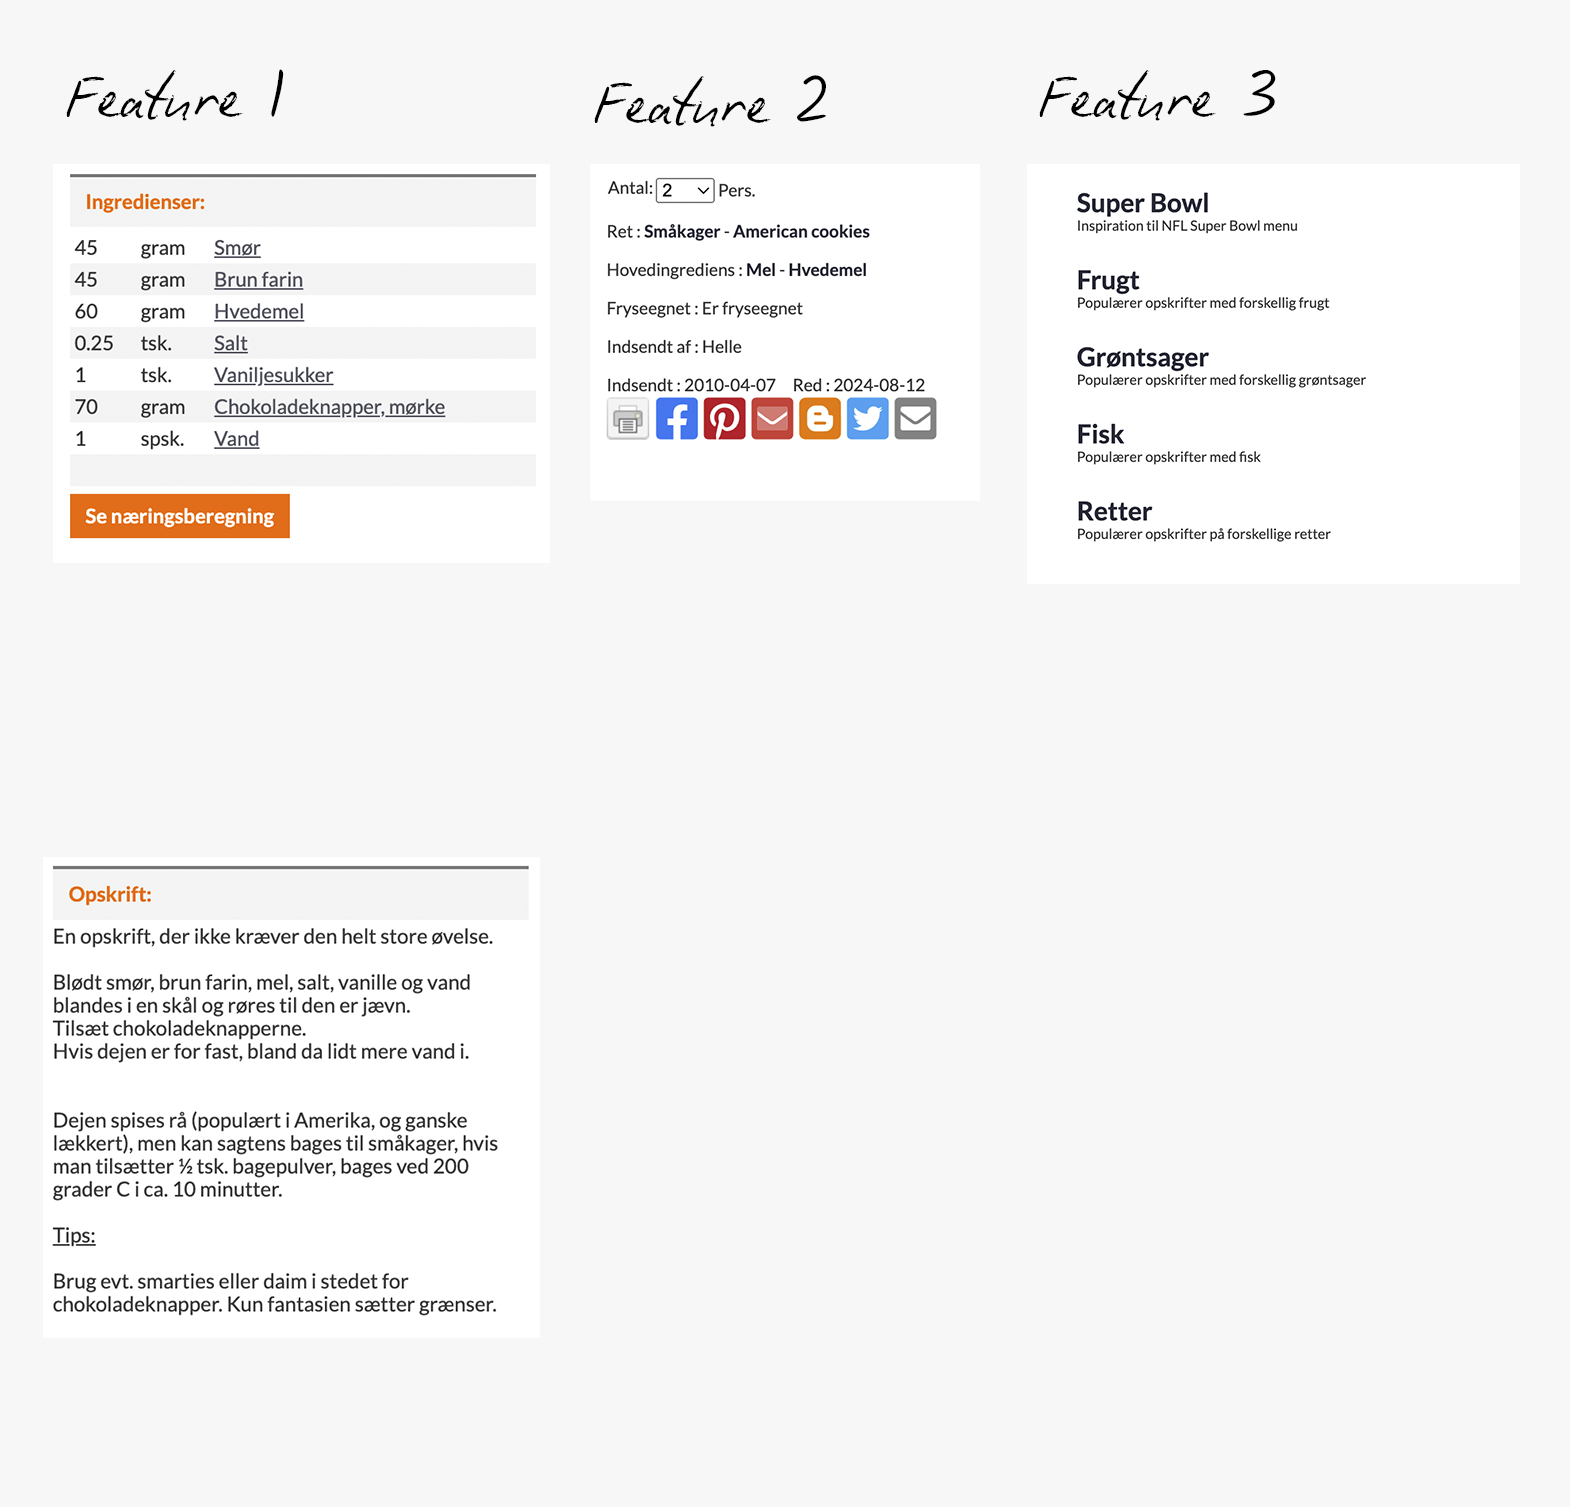 Feature 1
Ingredienser:
45 gram Smør
45 gram Brun farin
60 gram Hvedemel
0.25 tsk. Salt
1 tsk. Vaniljesukker
70 gram Chokoladeknapper, mørke
1 spsk. Vand
Se næringsberegning
Feature 2
Antal: 2 Pers.
Ret : Småkager - American cookies
Hovedingrediens : Mel - Hvedemel
Fryseegnet : Er fryseegnet
Indsendt af : Helle
Indsendt : 2010-04-07 Red : 2024-08-12
Feature 3
Super Bowl
Inspiration til NFL Super Bowl menu
Frugt
Populærer opskrifter med forskellig frugt
Grøntsager
Populærer opskrifter med forskellig grøntsager
Fisk
Populærer opskrifter med fisk
Retter
Populærer opskrifter på forskellige retter
Opskrift:
En opskrift, der ikke kræver den helt store øvelse.
Blødt smør, brun farin, mel, salt, vanille og vand
blandes i en skål og røres til den er jævn.
Tilsæt chokoladeknapperne.
Hvis dejen er for fast, bland da lidt mere vand i.
Dejen spises rå (populært i Amerika, og ganske
lækkert), men kan sagtens bages til småkager, hvis
man tilsætter ½ tsk. bagepulver, bages ved 200
grader C i ca. 10 minutter.
Tips:
Brug evt. smarties eller daim i stedet for
chokoladeknapper. Kun fantasien sætter grænser.